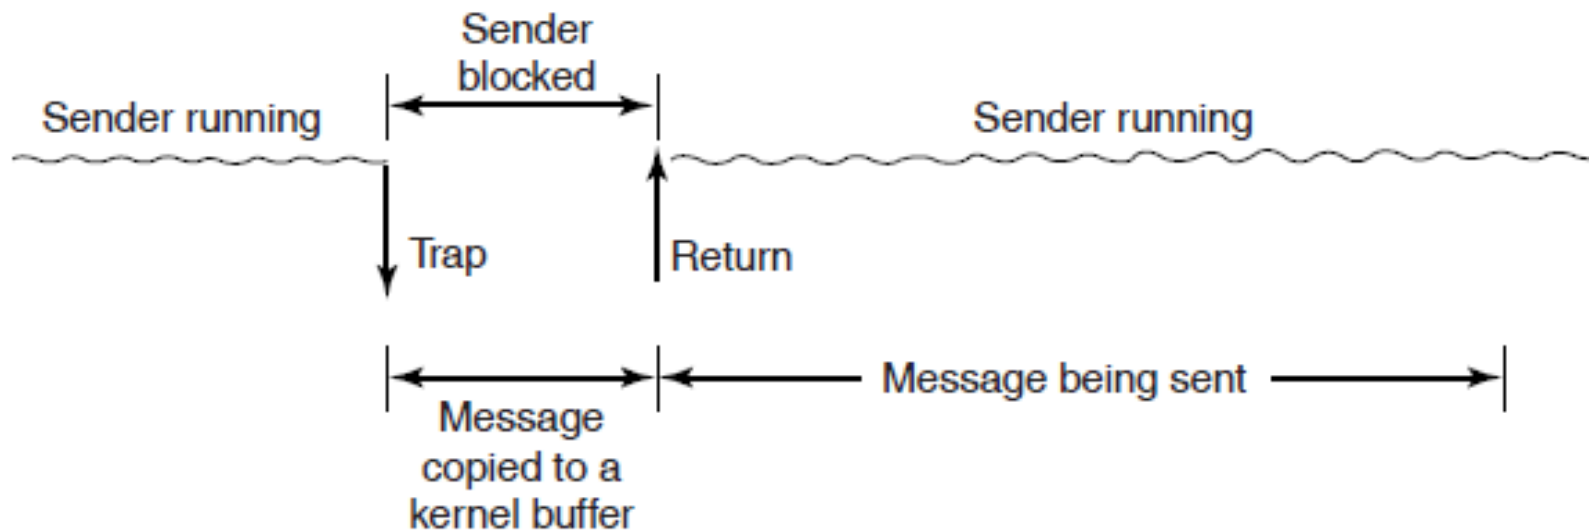 Sender
blocked
Sender running
Sender running
Trap
Return
Message being sent
Message
copied to a
kernel buffer